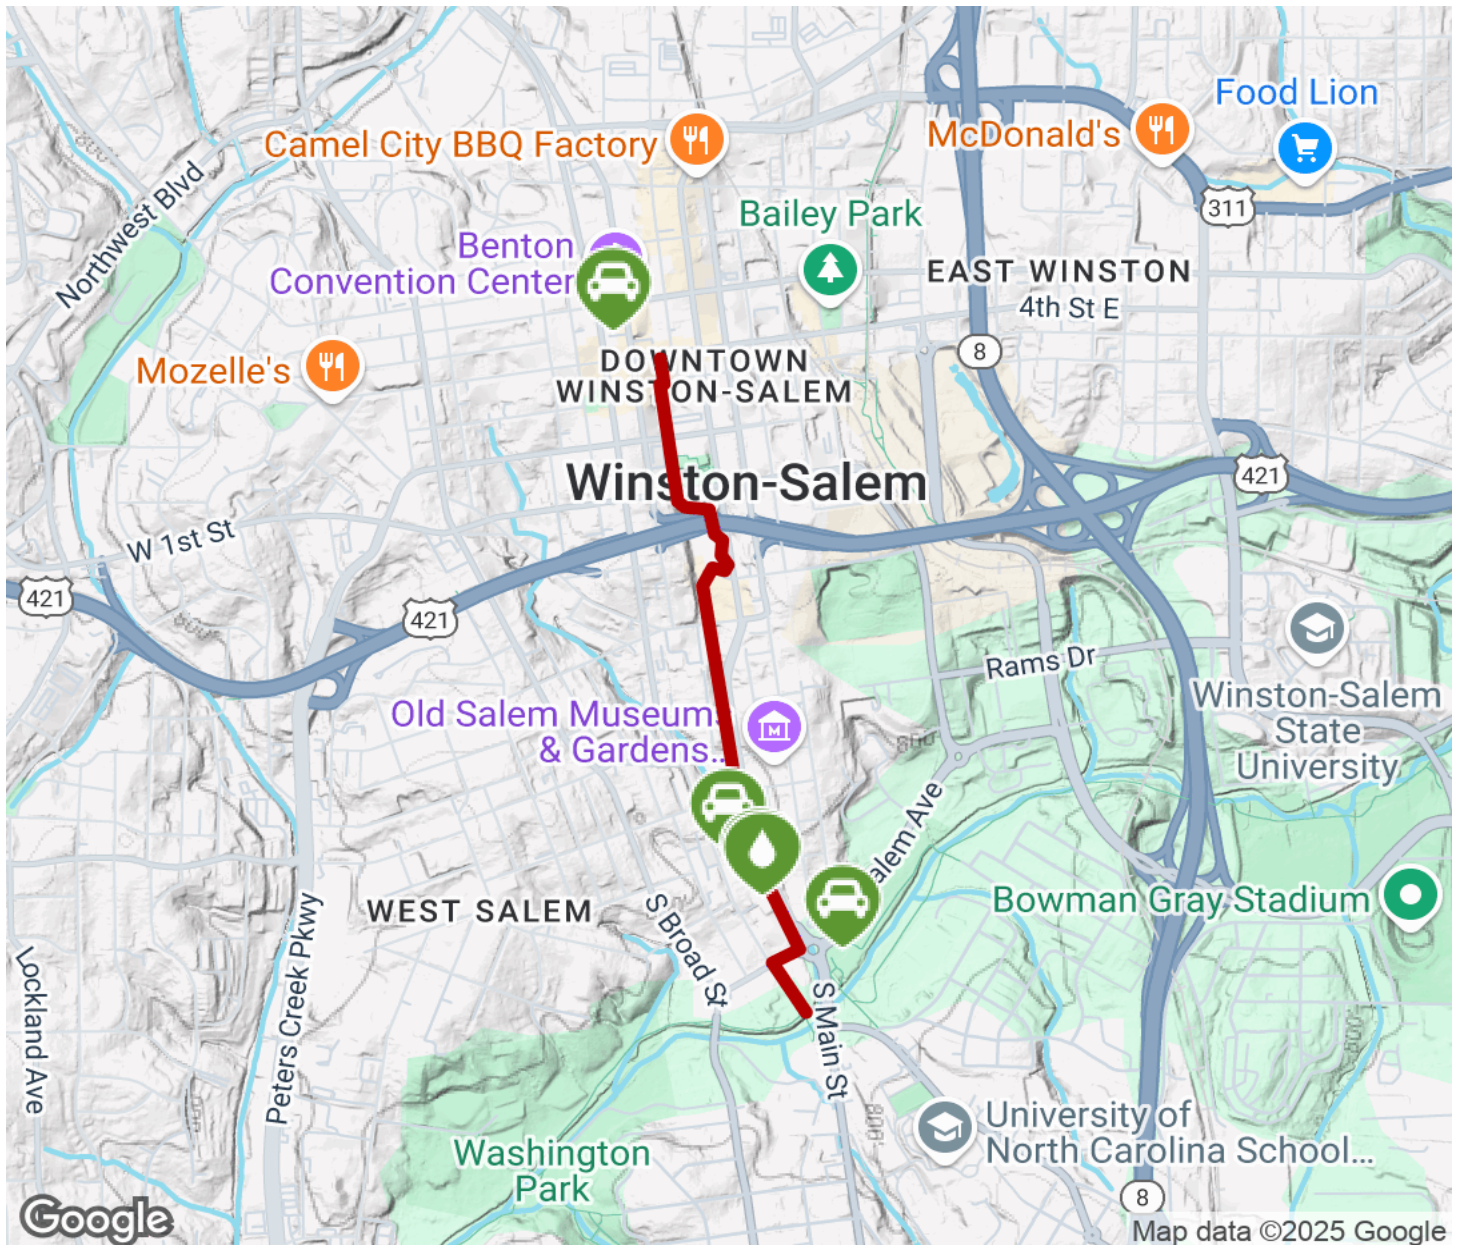 Food Lion
Camel City BBQ Factory
McDonald's
Northwest Blvd
311
Bailey Park
Benton
Convention Center
EAST WINSTON
4th St E
8
Mozelle's
DOWNTOWN
WINSTON-SALEM
Winston-Salem
421
W 1st St
421
421
Rams Dr
Winston-Salem
State
University
Old Salem Museums
& Gardens...
800
Salem Ave
Bowman Gray Stadium
WEST SALEM
S Broad St
Peters Creek Pkwy
Lockland Ave
S Main St
800
University of
North Carolina School...
Washington
Park
8
Google
Map data ©2025 Google